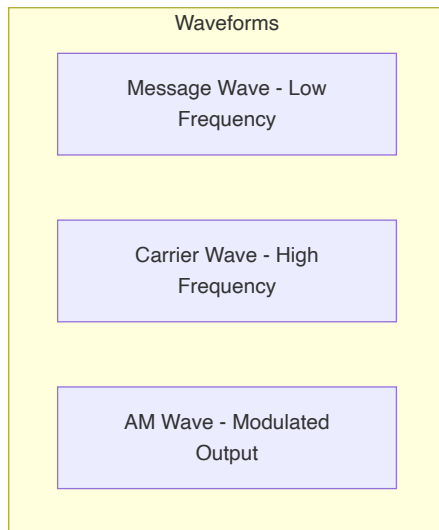 Waveforms
Message Wave - Low
Frequency
Carrier Wave - High
Frequency
AM Wave - Modulated
Output